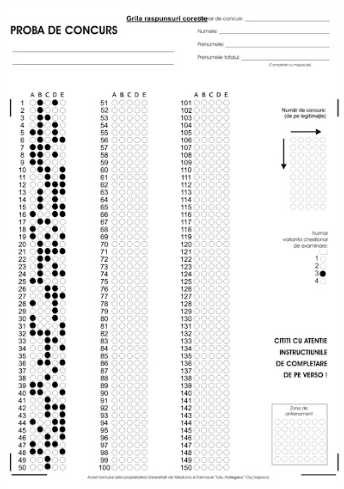 Grila raspunsuri corecte
PROBA DE CONCURS
Numele:
Prenumele:
Prenumele tatălui:
(Completați cu majuscule)
A B C D E A B C D E A B C D E
1 51 101
2 52 102
3 53 103
4 54 104
5 55 105
6 56 106
7 57 107
8 58 108
9 59 109
10 60 110
11 61 111
12 62 112
13 63 113
14 64 114
15 65 115
16 66 116
17 67 117
18 68 118
19 69 119
20 70 120
21 71 121
22 72 122
23 73 123
24 74 124
25 75 125
26 76 126
27 77 127
28 78 128
29 79 129
30 80 130
31 81 131
32 82 132
33 83 133
34 84 134
35 85 135
36 86 136
37 87 137
38 88 138
39 89 139
40 90 140
41 91 141
42 92 142
43 93 143
44 94 144
45 95 145
46 96 146
47 97 147
48 98 148
49 99 149
50 100 150
Număr de concurs:
(de pe legitimație)
Numar
varianta chestionar
de examinare:
1
2
3
4
CITITI CU ATENTIE
INSTRUCTIUNILE
DE COMPLETARE
DE PE VERSO !
Zona de
antrenament
Acest formular este proprietatea Universitatii de Medicina si Farmacie "Iuliu Hatieganu" Cluj Napoca